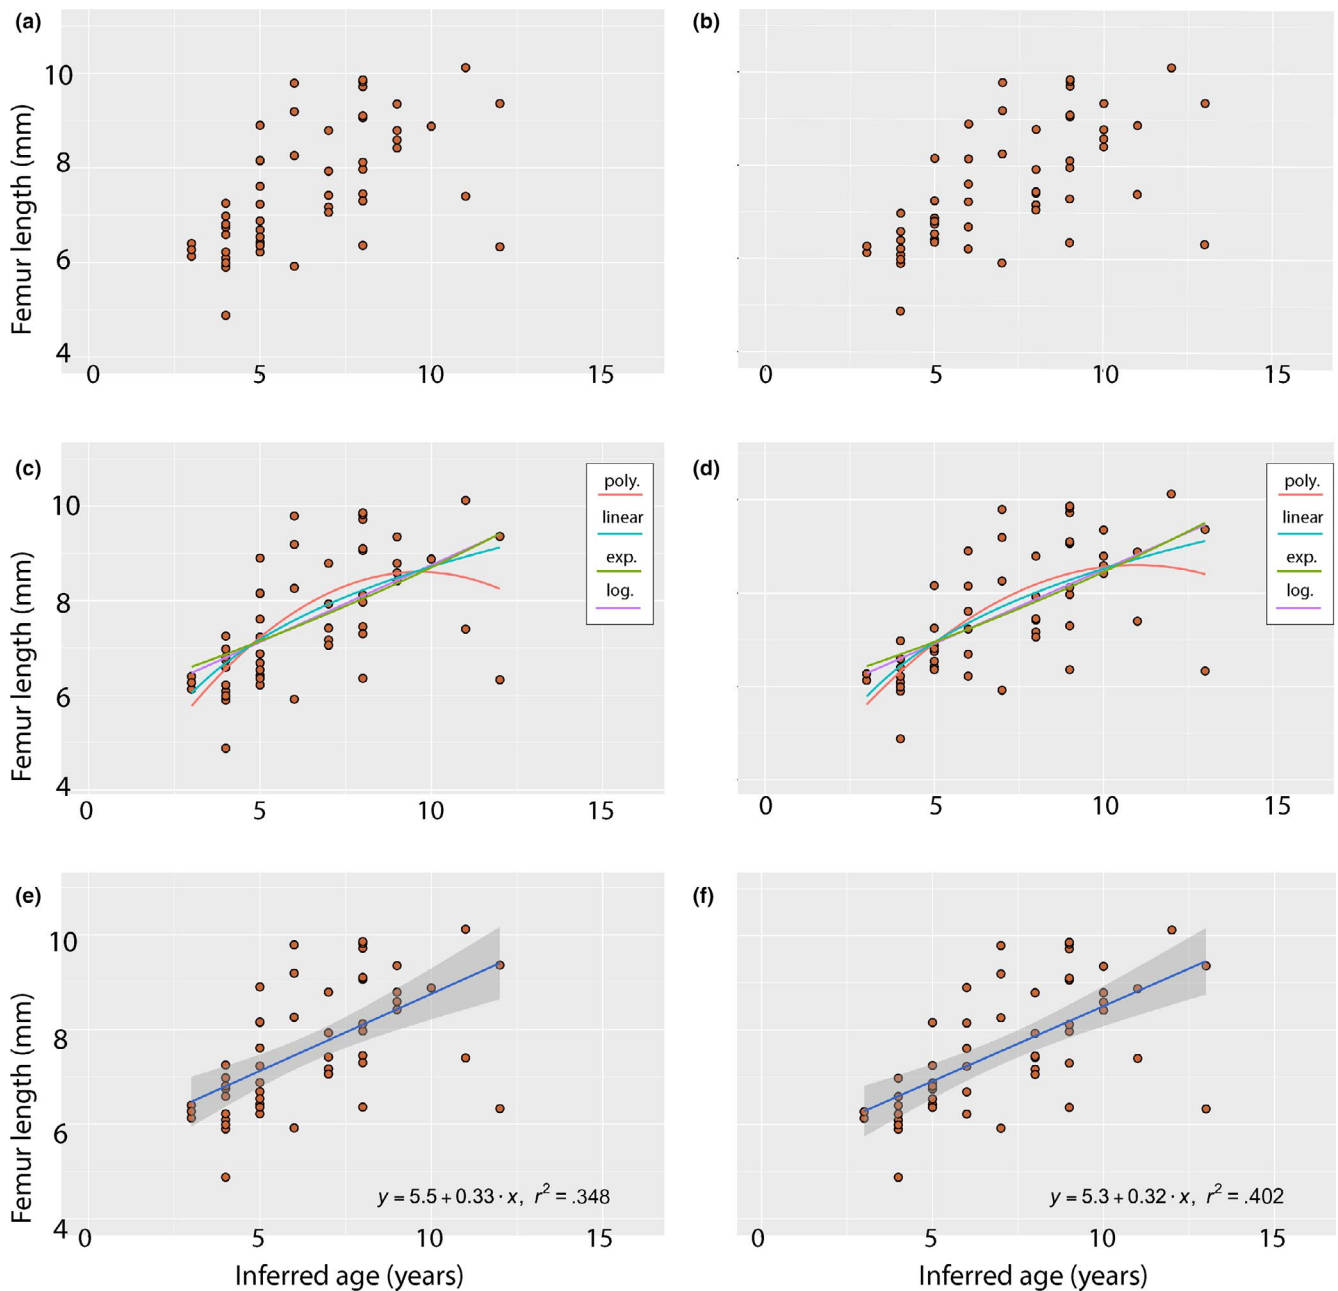 (a)
(b)
Femur length (mm)
10
8
6
4
0 5 10 15
0 5 10 15
(c)
(d)
Femur length (mm)
10
8
6
4
poly.
linear
exp.
log.
poly.
linear
exp.
log.
0 5 10 15
0 5 10 15
(e)
(f)
Femur length (mm)
10
8
6
4
y = 5.5 + 0.33 · x, r² = .348
y = 5.3 + 0.32 · x, r² = .402
0 5 10 15
0 5 10 15
Inferred age (years)
Inferred age (years)